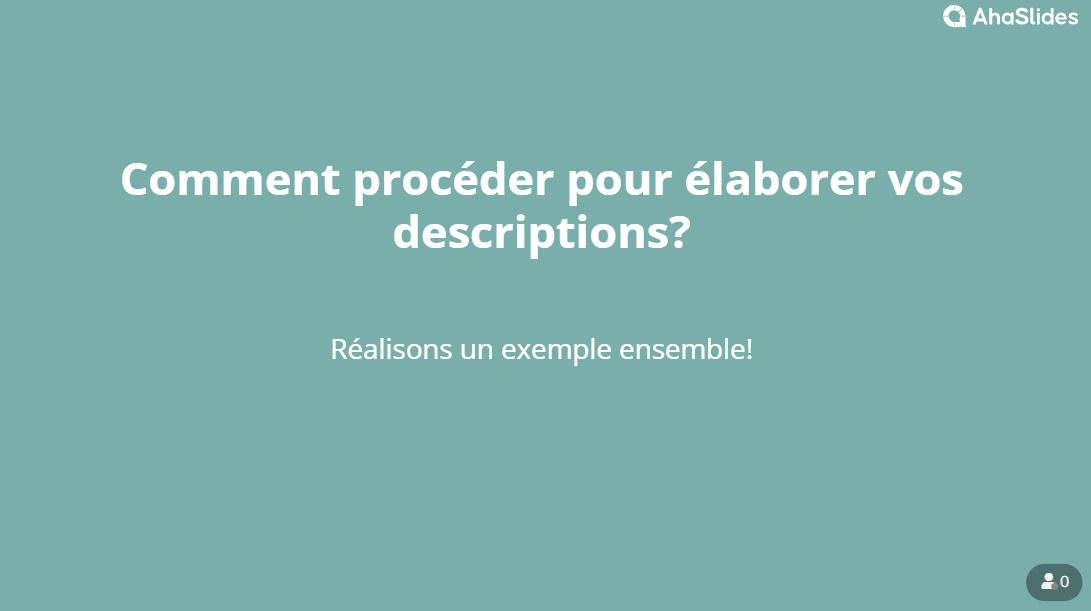 AhaSlides
Comment procéder pour élaborer vos
descriptions?
Réalisons un exemple ensemble!
0